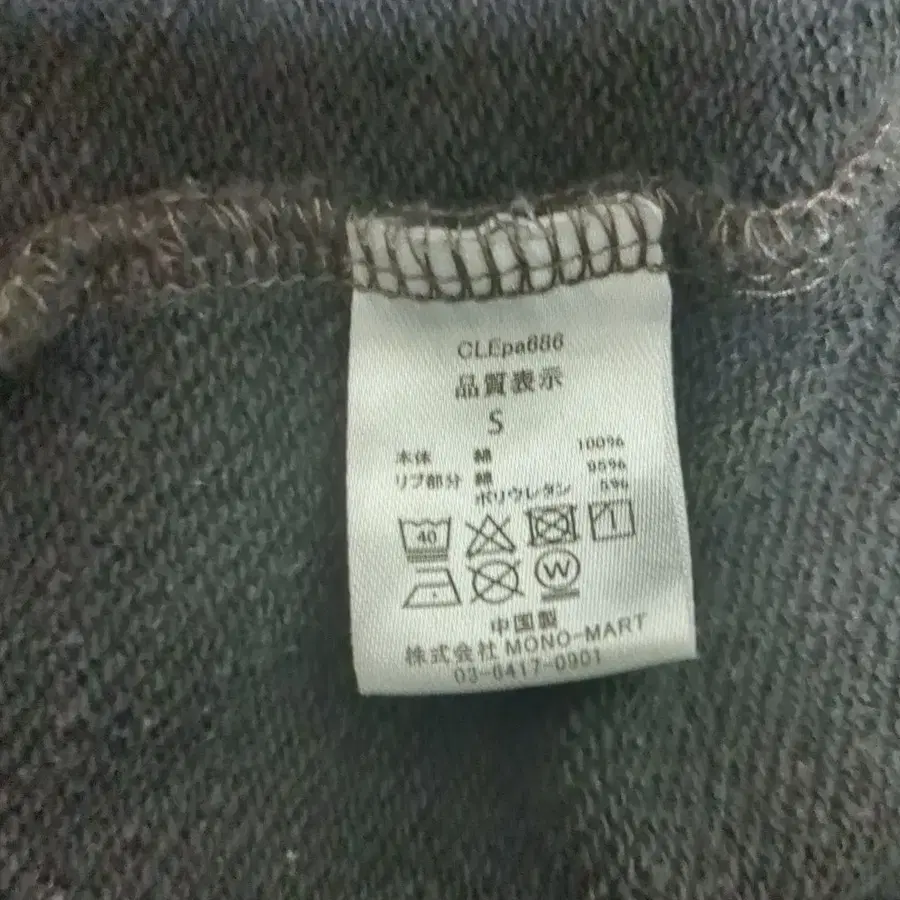 CLEpa686
品質表示
S
本体 綿 100%
リブ部分 綿 95%
ポリウレタン 5%
40
W
中国製
株式会社 MONO-MART
03-6417-0901